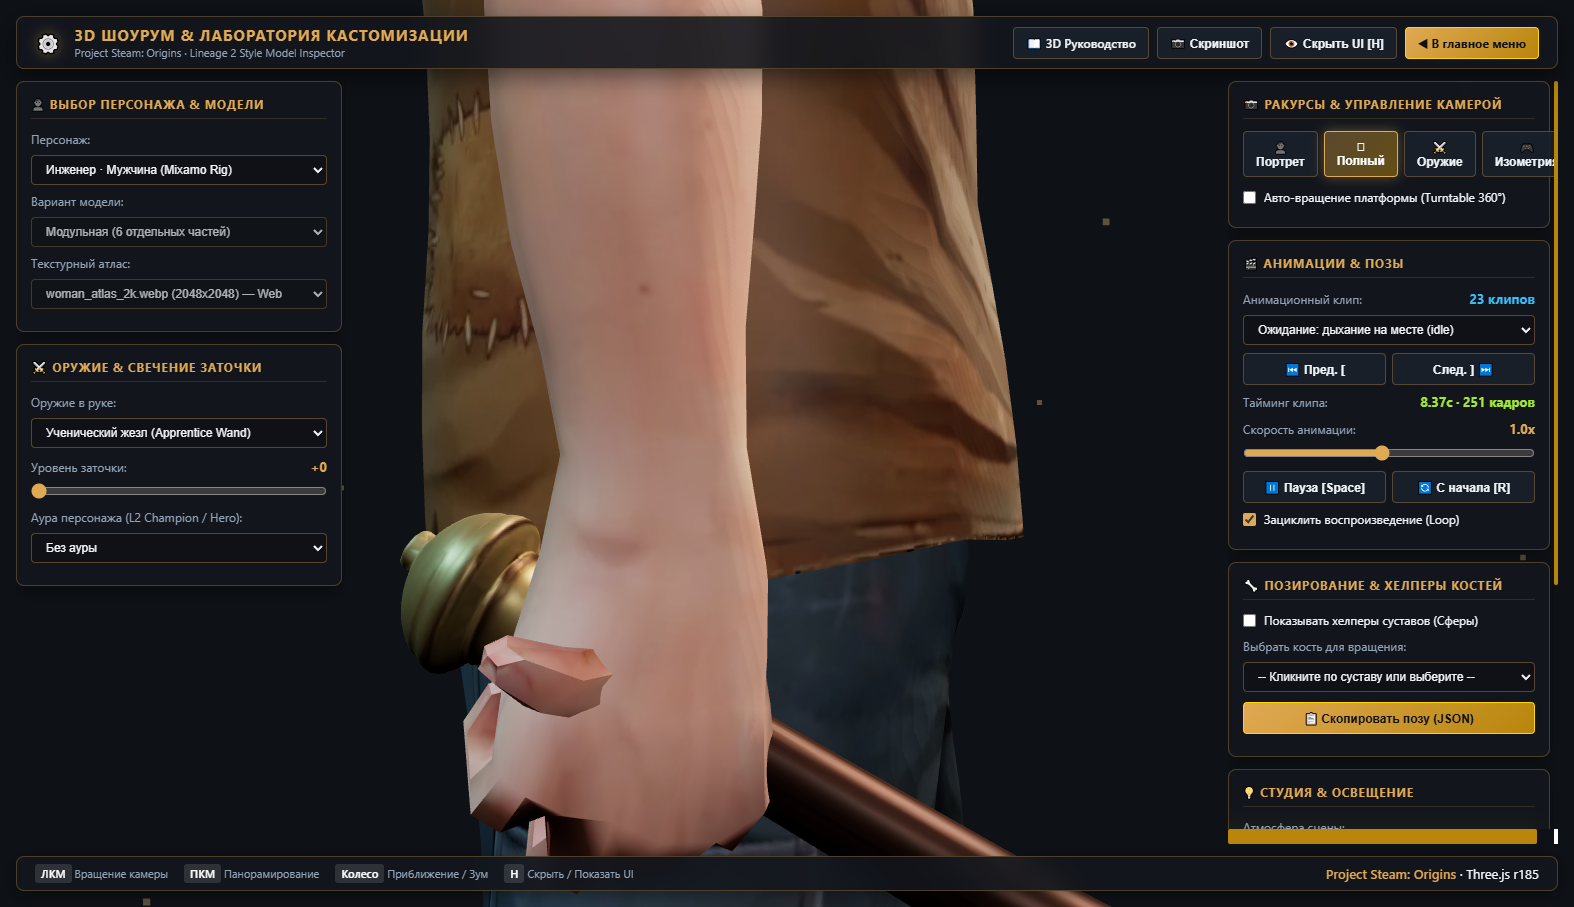 3D ШОУРУМ & ЛАБОРАТОРИЯ КАСТОМИЗАЦИИ
Project Steam: Origins · Lineage 2 Style Model Inspector
3D Руководство
Скриншот
Скрыть UI [H]
В главное меню
ВЫБОР ПЕРСОНАЖА & МОДЕЛИ
Персонаж:
Инженер · Мужчина (Mixamo Rig)
Вариант модели:
Модульная (6 отдельных частей)
Текстурный атлас:
woman_atlas_2k.webp (2048x2048) — Web
ОРУЖИЕ & СВЕЧЕНИЕ ЗАТОЧКИ
Оружие в руке:
Ученический жезл (Apprentice Wand)
Уровень заточки: +0
Аура персонажа (L2 Champion / Hero):
Без ауры
РАКУРСЫ & УПРАВЛЕНИЕ КАМЕРОЙ
Портрет
Полный
Оружие
Изометрия
Авто-вращение платформы (Turntable 360°)
АНИМАЦИИ & ПОЗЫ
Анимационный клип: 23 клипов
Ожидание: дыхание на месте (idle)
Пред. [
След. ]
Тайминг клипа: 8.37с · 251 кадров
Скорость анимации: 1.0x
Пауза [Space]
С начала [R]
Зациклить воспроизведение (Loop)
ПОЗИРОВАНИЕ & ХЕЛПЕРЫ КОСТЕЙ
Показывать хелперы суставов (Сферы)
Выбрать кость для вращения:
-- Кликните по суставу или выберите --
Скопировать позу (JSON)
СТУДИЯ & ОСВЕЩЕНИЕ
Атмосфера сцены:
ЛКМ Вращение камеры
ПКМ Панорамирование
Колесо Приближение / Зум
H Скрыть / Показать UI
Project Steam: Origins · Three.js r185